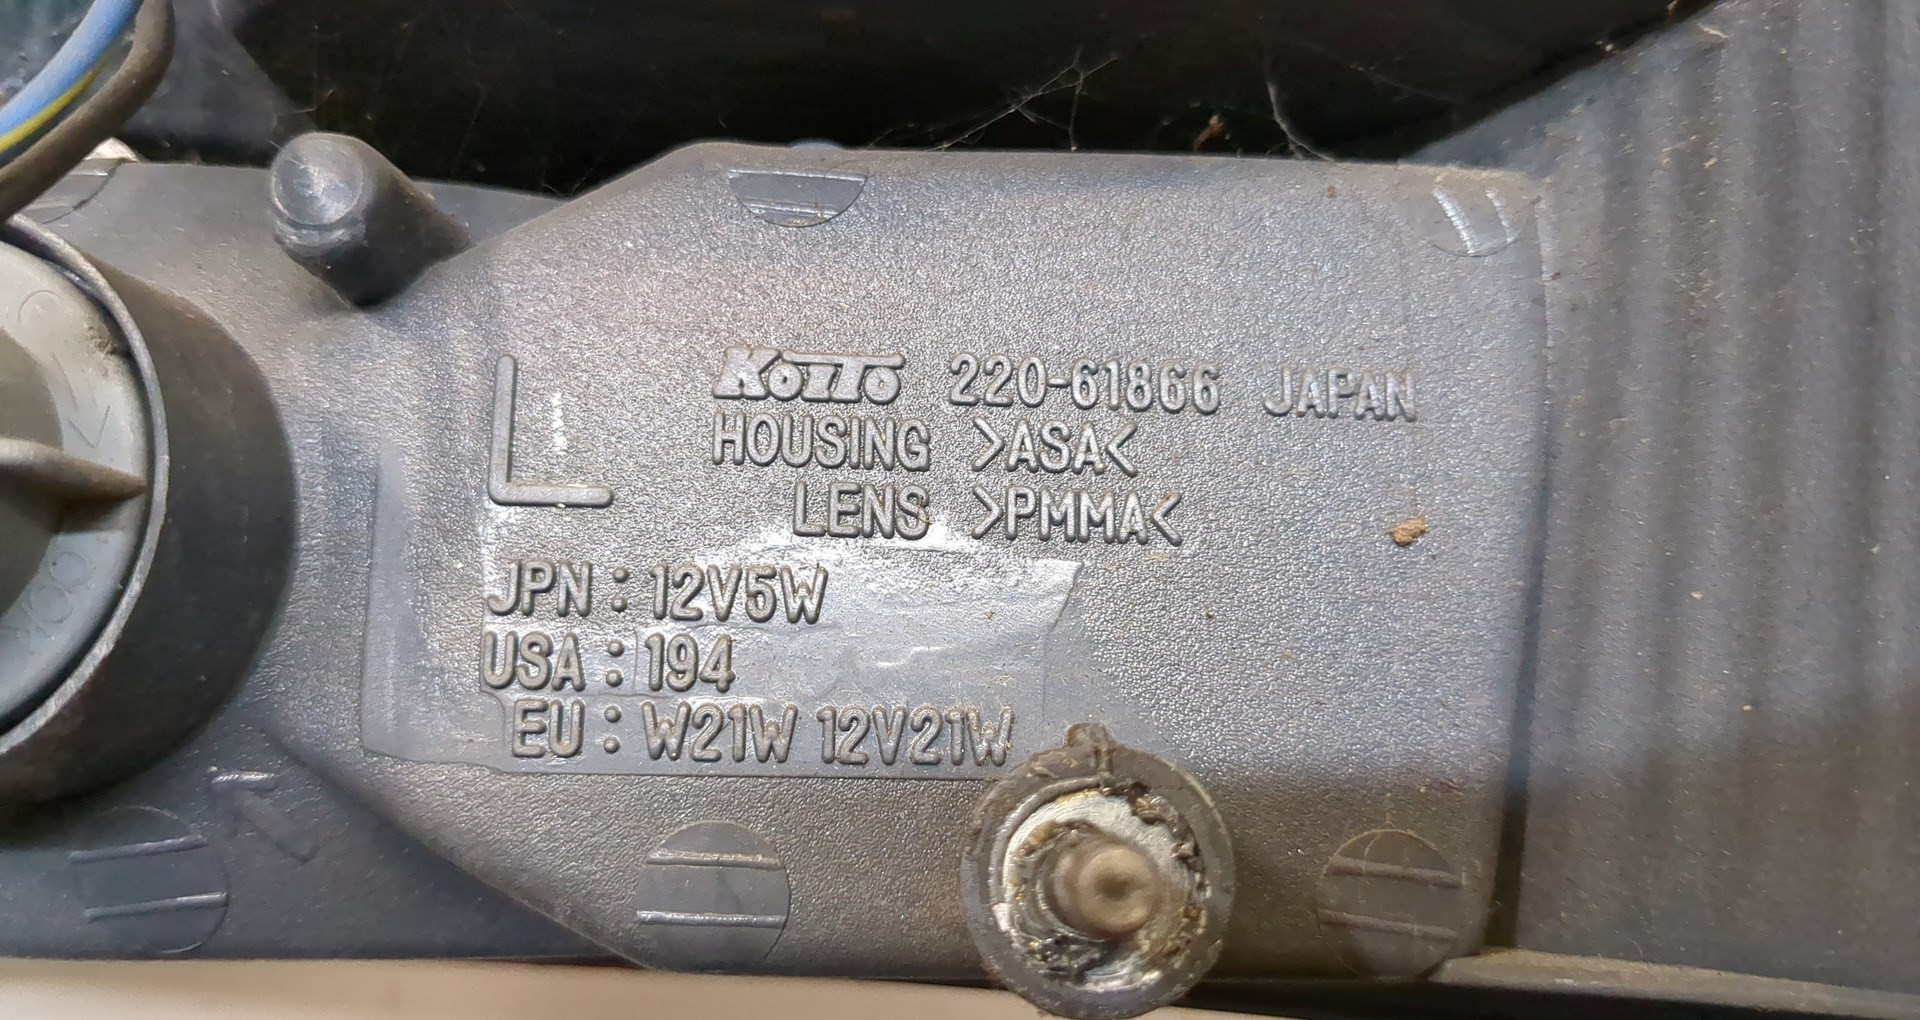 L
KOITO 220-61866 JAPAN
HOUSING >ASA<
LENS >PMMA<
JPN : 12V5W
USA : 194
EU : W21W 12V21W